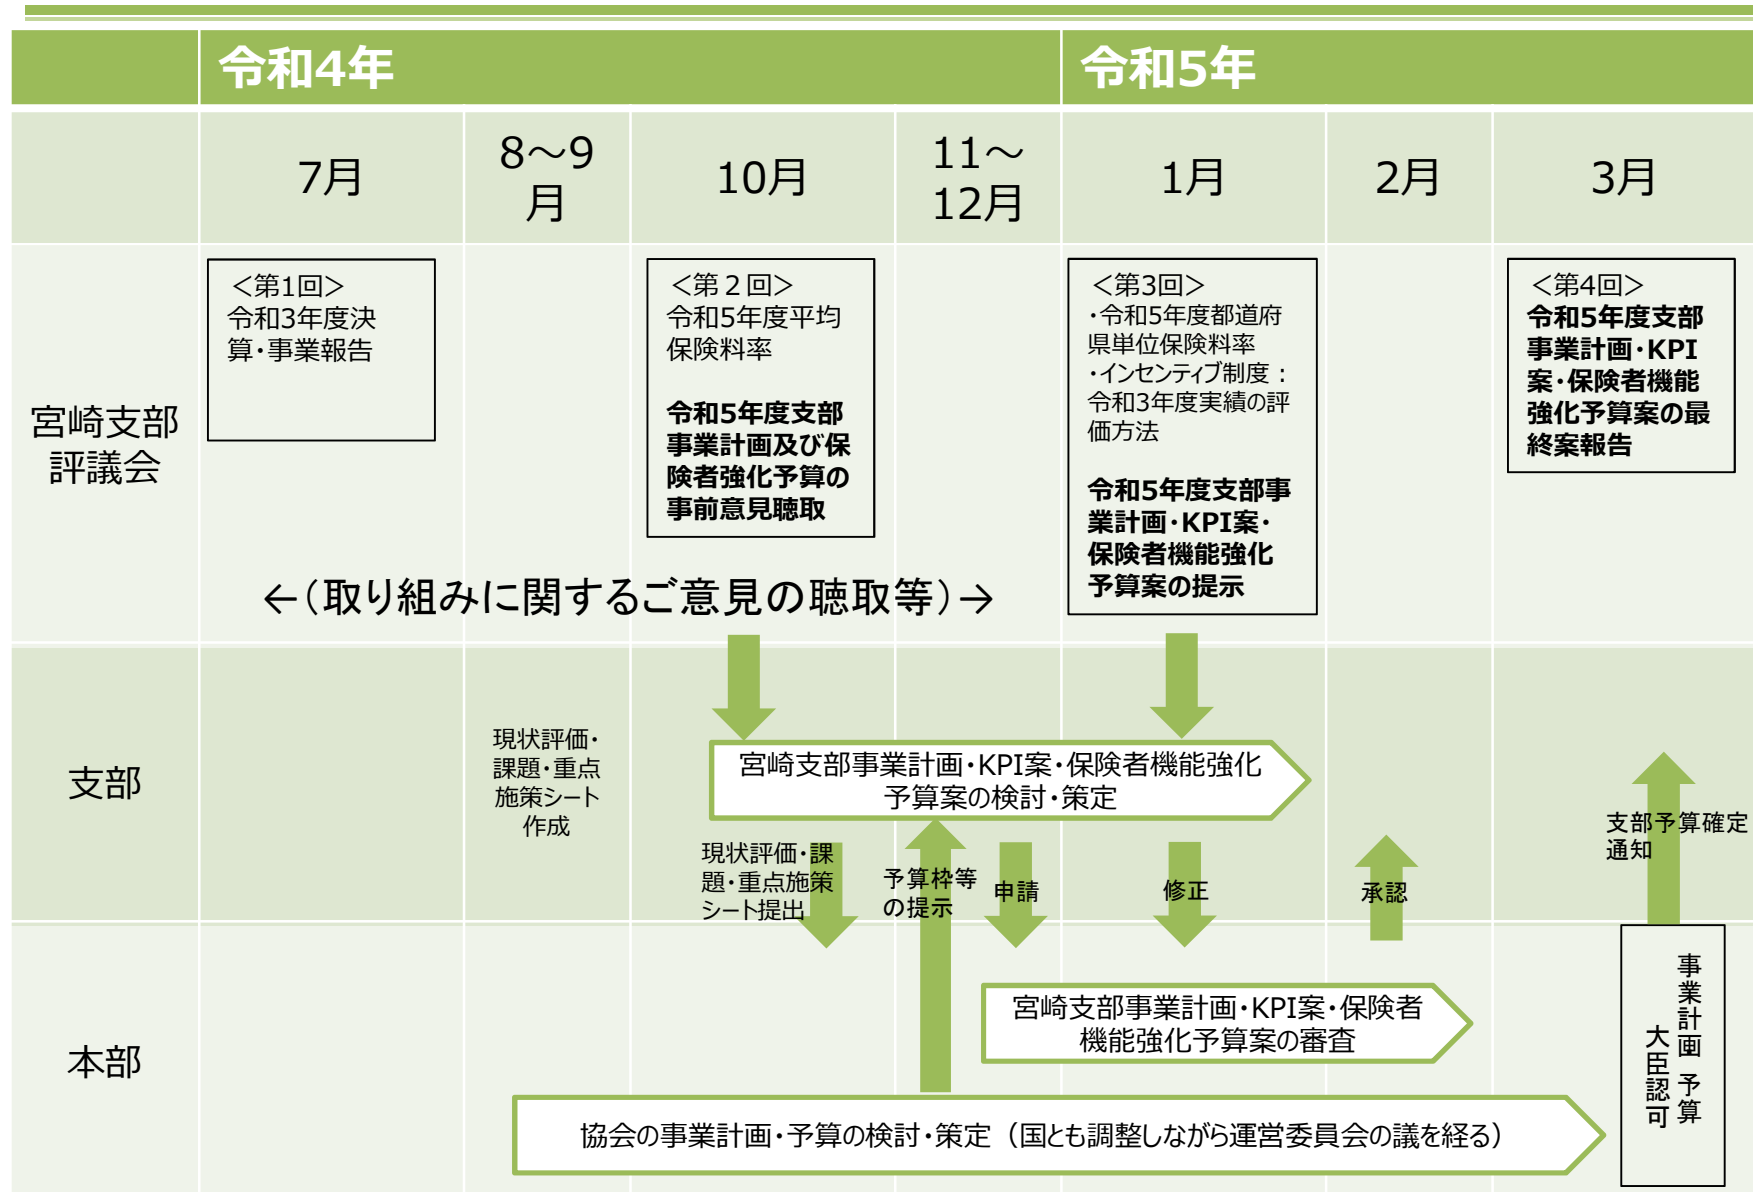 令和4年
令和5年
7月
8～9
月
10月
11～
12月
1月
2月
3月
宮崎支部
評議会
＜第1回＞
令和3年度決
算・事業報告
＜第２回＞
令和5年度平均
保険料率
令和5年度支部
事業計画及び保
険者強化予算の
事前意見聴取
＜第3回＞
・令和5年度都道府
県単位保険料率
・インセンティブ制度：
令和3年度実績の評
価方法
令和5年度支部事
業計画・KPI案・
保険者機能強化
予算案の提示
＜第4回＞
令和5年度支部
事業計画・KPI
案・保険者機能
強化予算案の最
終案報告
←（取り組みに関するご意見の聴取等）→
支部
現状評価・
課題・重点
施策シート
作成
宮崎支部事業計画・KPI案・保険者機能強化
予算案の検討・策定
現状評価・課
題・重点施策
シート提出
予算枠等
の提示
申請
修正
承認
支部予算確定
通知
本部
宮崎支部事業計画・KPI案・保険者
機能強化予算案の審査
協会の事業計画・予算の検討・策定（国とも調整しながら運営委員会の議を経る）
事業計画 予算
大臣認可